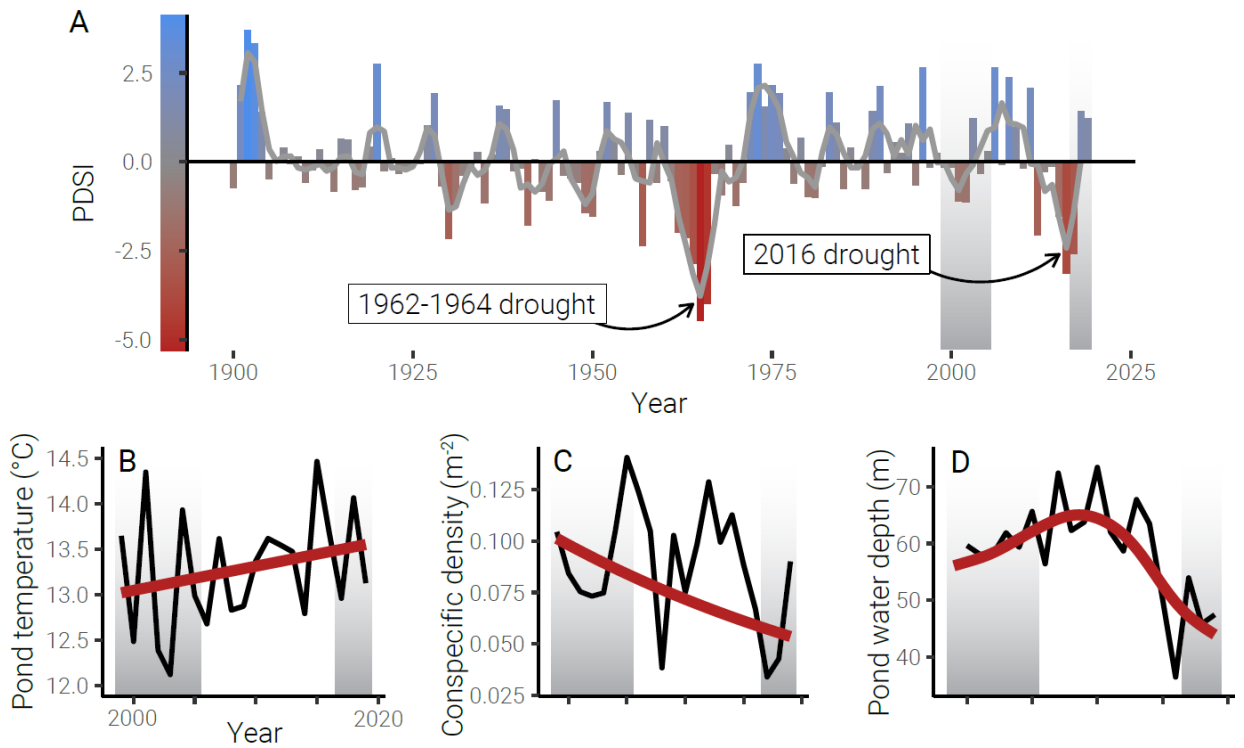 A
PDSI
2.5
0.0
-2.5
-5.0
1962-1964 drought
2016 drought
1900
1925
1950
1975
2000
2025
Year
B
Pond temperature (°C)
14.5
14.0
13.5
13.0
12.5
12.0
2000
2020
Year
C
Conspecific density (m⁻²)
0.125
0.100
0.075
0.050
0.025
D
Pond water depth (m)
70
60
50
40